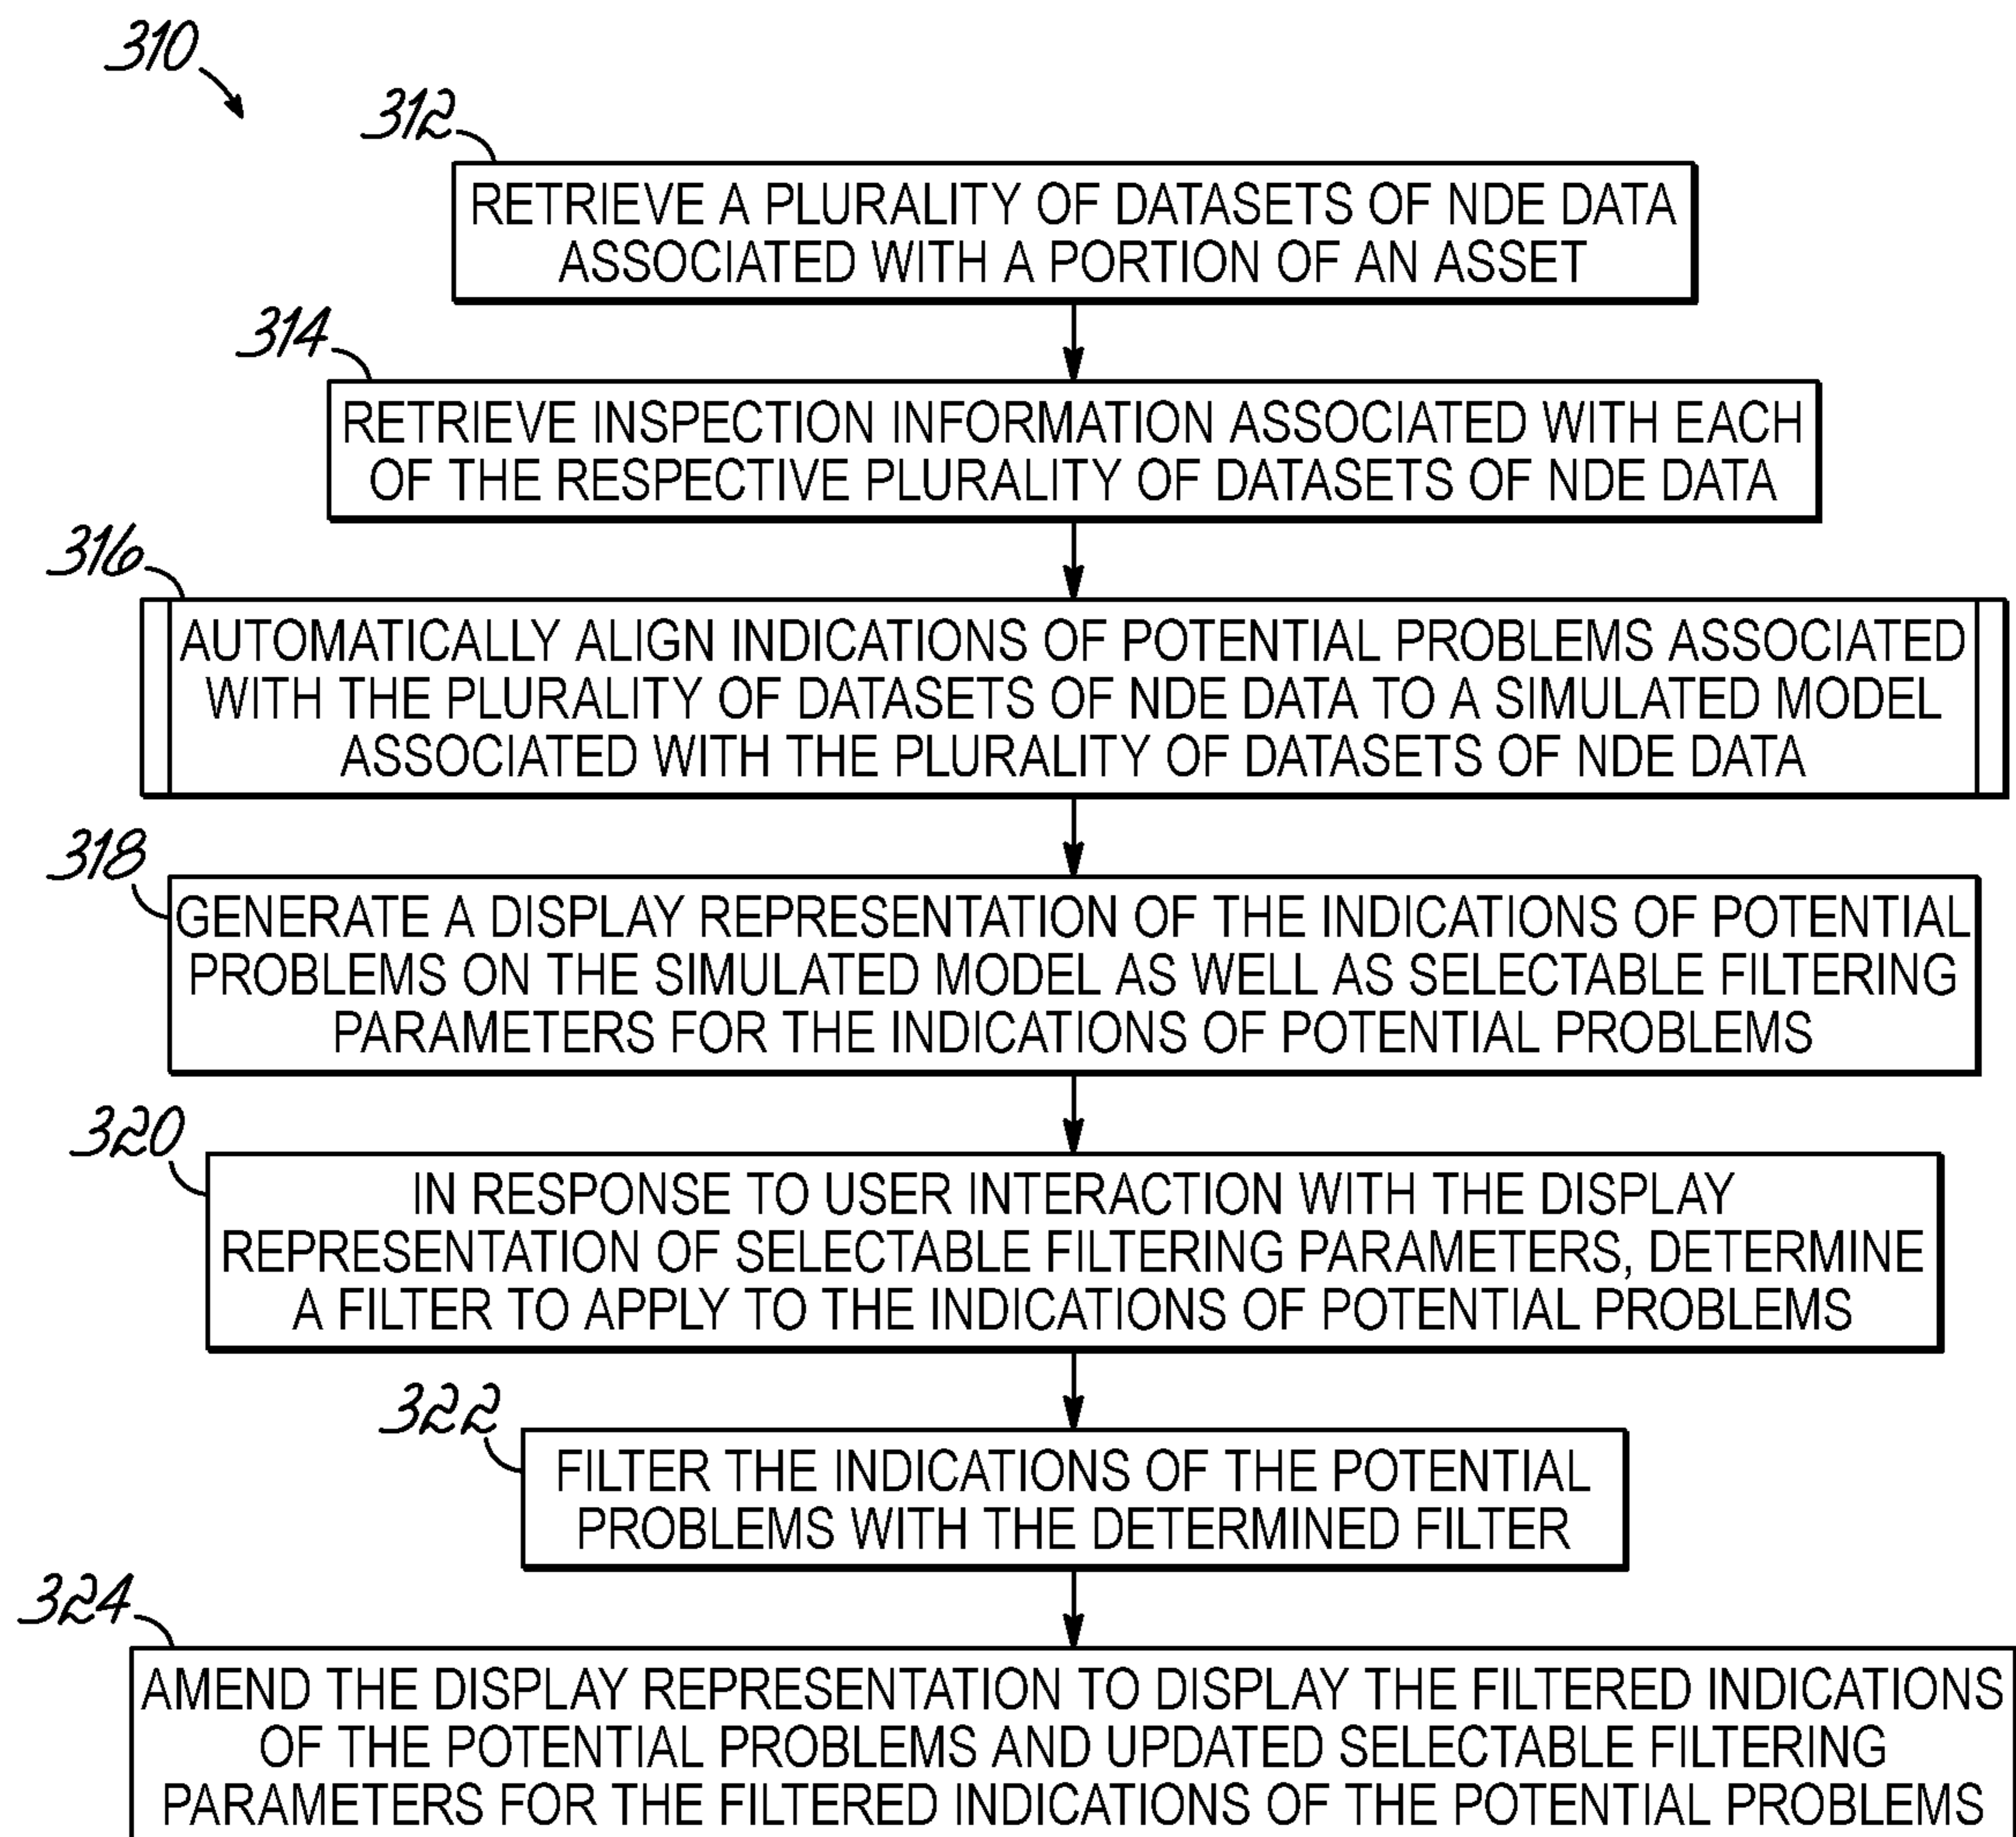 310
312
RETRIEVE A PLURALITY OF DATASETS OF NDE DATA
ASSOCIATED WITH A PORTION OF AN ASSET
314
RETRIEVE INSPECTION INFORMATION ASSOCIATED WITH EACH
OF THE RESPECTIVE PLURALITY OF DATASETS OF NDE DATA
316
AUTOMATICALLY ALIGN INDICATIONS OF POTENTIAL PROBLEMS ASSOCIATED
WITH THE PLURALITY OF DATASETS OF NDE DATA TO A SIMULATED MODEL
ASSOCIATED WITH THE PLURALITY OF DATASETS OF NDE DATA
318
GENERATE A DISPLAY REPRESENTATION OF THE INDICATIONS OF POTENTIAL
PROBLEMS ON THE SIMULATED MODEL AS WELL AS SELECTABLE FILTERING
PARAMETERS FOR THE INDICATIONS OF POTENTIAL PROBLEMS
320
IN RESPONSE TO USER INTERACTION WITH THE DISPLAY
REPRESENTATION OF SELECTABLE FILTERING PARAMETERS, DETERMINE
A FILTER TO APPLY TO THE INDICATIONS OF POTENTIAL PROBLEMS
322
FILTER THE INDICATIONS OF THE POTENTIAL
PROBLEMS WITH THE DETERMINED FILTER
324
AMEND THE DISPLAY REPRESENTATION TO DISPLAY THE FILTERED INDICATIONS
OF THE POTENTIAL PROBLEMS AND UPDATED SELECTABLE FILTERING
PARAMETERS FOR THE FILTERED INDICATIONS OF THE POTENTIAL PROBLEMS